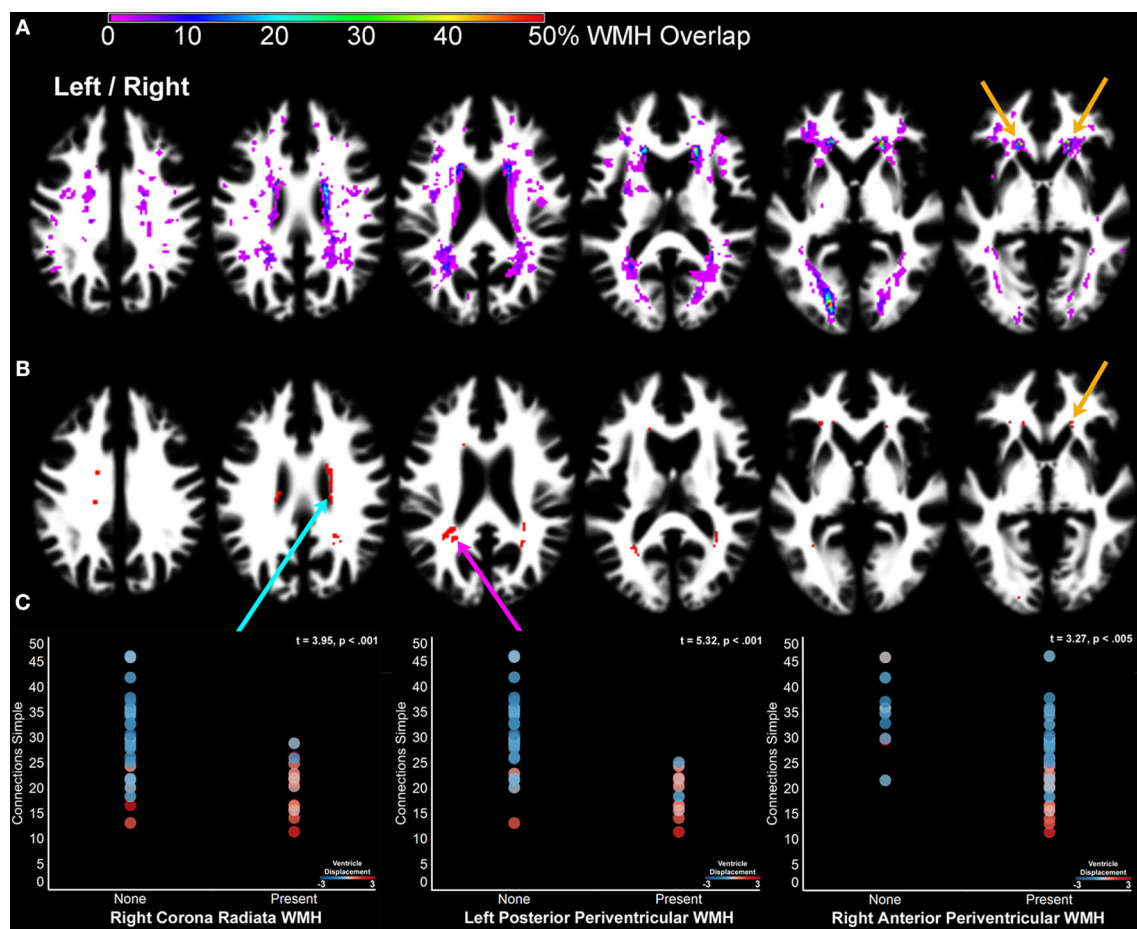 A
0 10 20 30 40 50% WMH Overlap
Left / Right
B
C
t = 3.95, p < .001
50
45
40
35
30
25
20
15
10
5
0
Connections Simple
Ventricle
Displacement
-3 3
None Present
Right Corona Radiata WMH
t = 5.32, p < .001
50
45
40
35
30
25
20
15
10
5
0
Connections Simple
Ventricle
Displacement
-3 3
None Present
Left Posterior Periventricular WMH
t = 3.27, p < .005
50
45
40
35
30
25
20
15
10
5
0
Connections Simple
Ventricle
Displacement
-3 3
None Present
Right Anterior Periventricular WMH